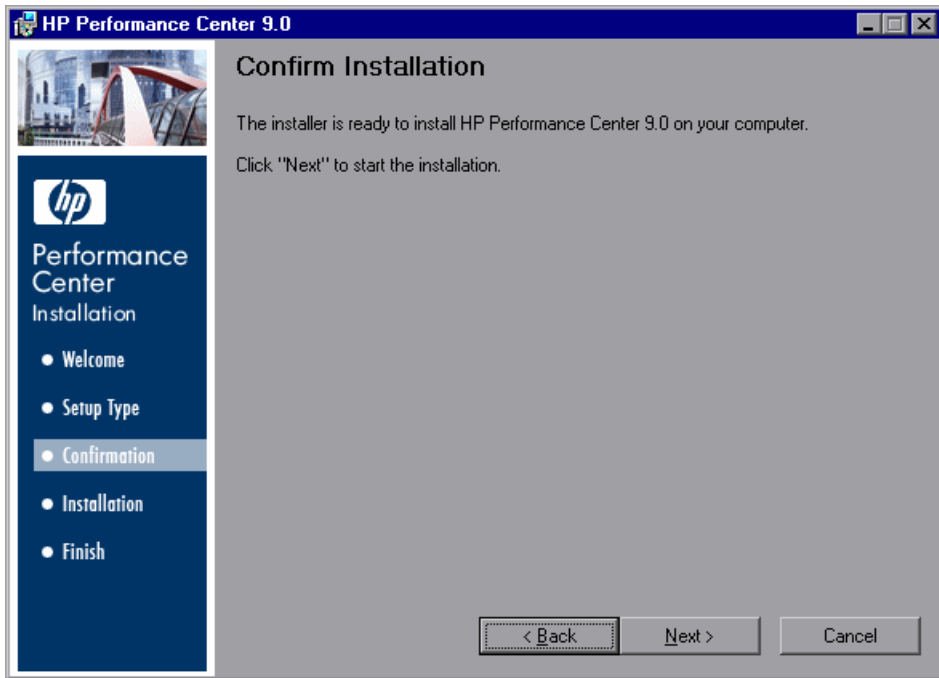 HP Performance Center 9.0
Confirm Installation
The installer is ready to install HP Performance Center 9.0 on your computer.
Click "Next" to start the installation.
hp
Performance
Center
Installation
Welcome
Setup Type
Confirmation
Installation
Finish
< Back
Next >
Cancel